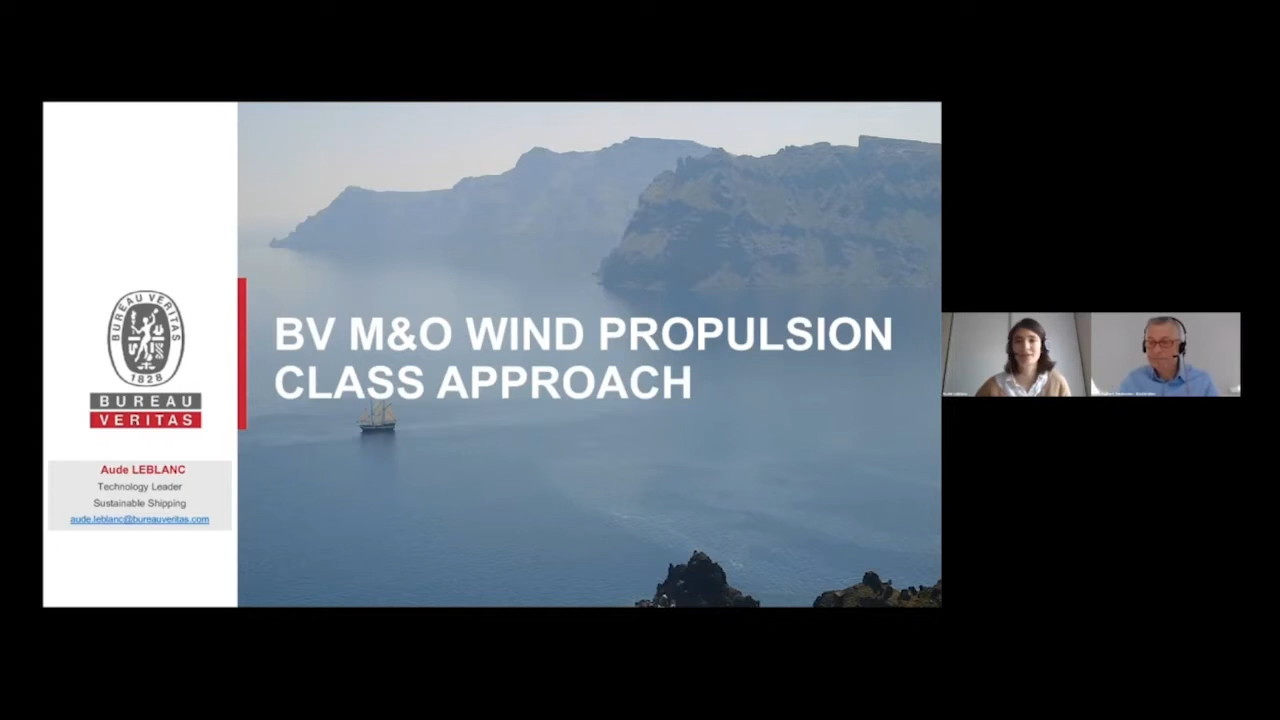 BUREAU VERITAS
1828
BUREAU
VERITAS
Aude LEBLANC
Technology Leader
Sustainable Shipping
aude.leblanc@bureauveritas.com
BV M&O WIND PROPULSION
CLASS APPROACH